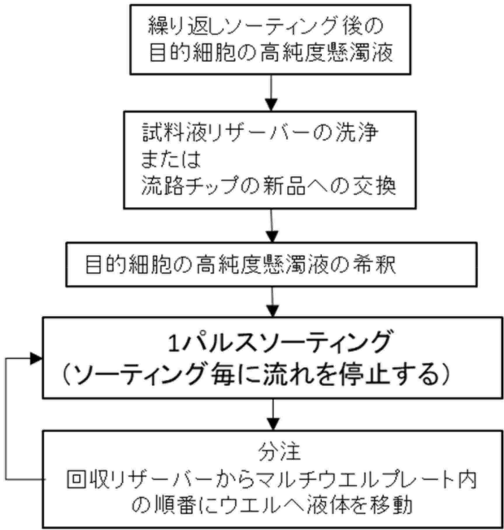 繰り返しソーティング後の
目的細胞の高純度懸濁液
試料液リザーバーの洗浄
または
流路チップの新品への交換
目的細胞の高純度懸濁液の希釈
1パルスソーティング
（ソーティング毎に流れを停止する）
分注
回収リザーバーからマルチウエルプレート内
の順番にウエルへ液体を移動